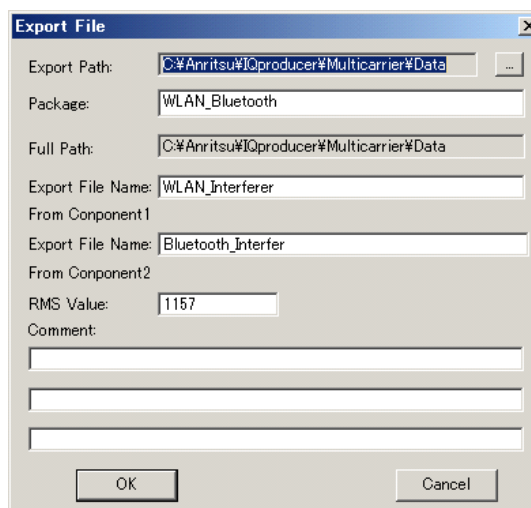 Export File
Export Path: C:¥Anritsu¥IQproducer¥Multicarrier¥Data ...
Package: WLAN_Bluetooth
Full Path: C:¥Anritsu¥IQproducer¥Multicarrier¥Data
Export File Name: WLAN_Interferer
From Conponent1
Export File Name: Bluetooth_Interfer
From Conponent2
RMS Value: 1157
Comment:
OK Cancel